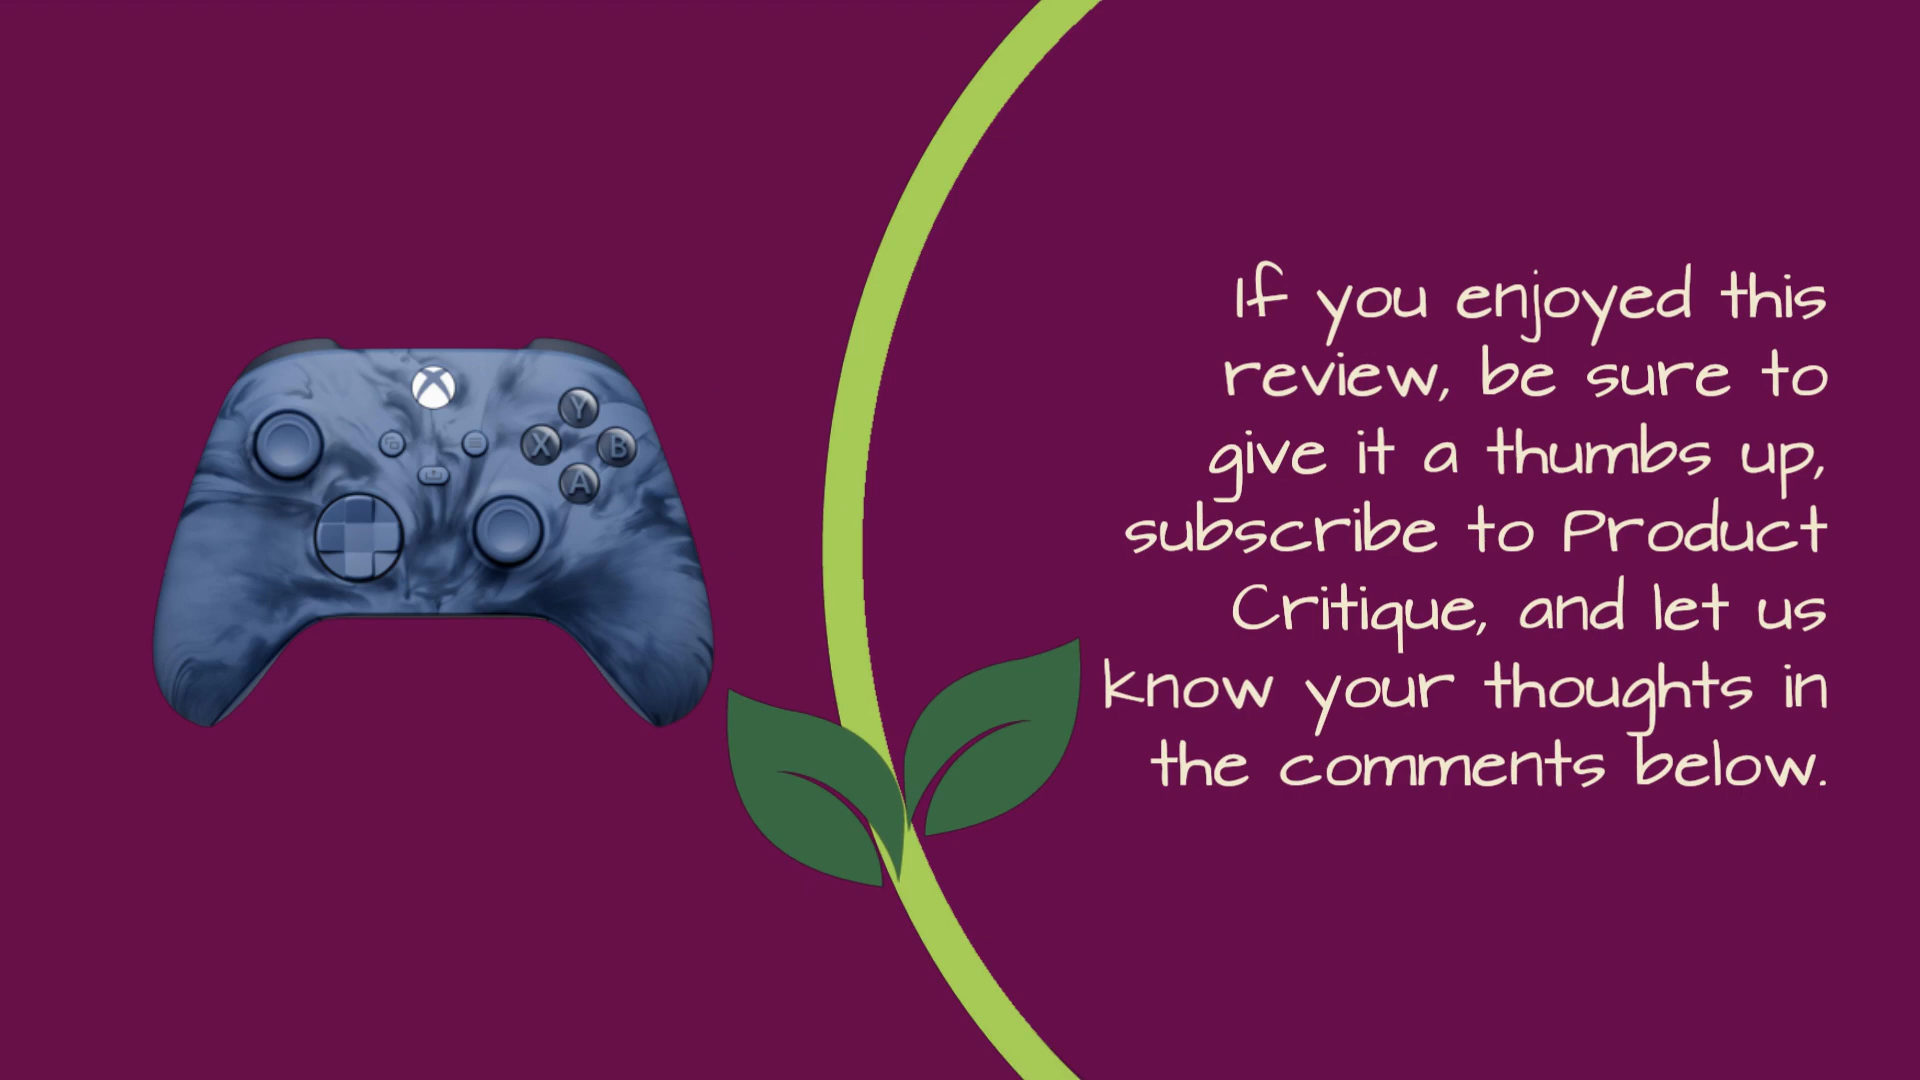 Y
X
B
A
If you enjoyed this
review, be sure to
give it a thumbs up,
subscribe to Product
Critique, and let us
know your thoughts in
the comments below.